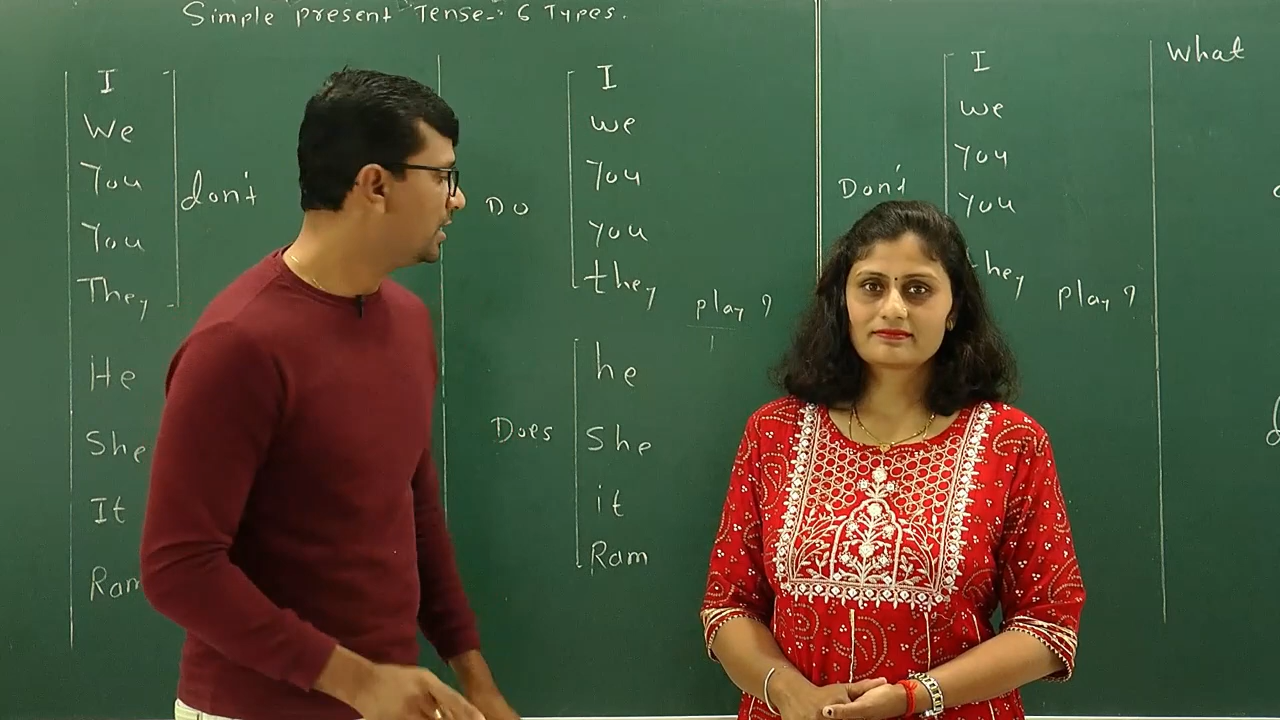 Simple present Tense - 6 Types.
I
We
You
You
They
don't
He
She
It
Ram
Do
I
we
you
you
they
play ?
Does
he
She
it
Ram
Don't
I
we
you
you
they
play ?
What